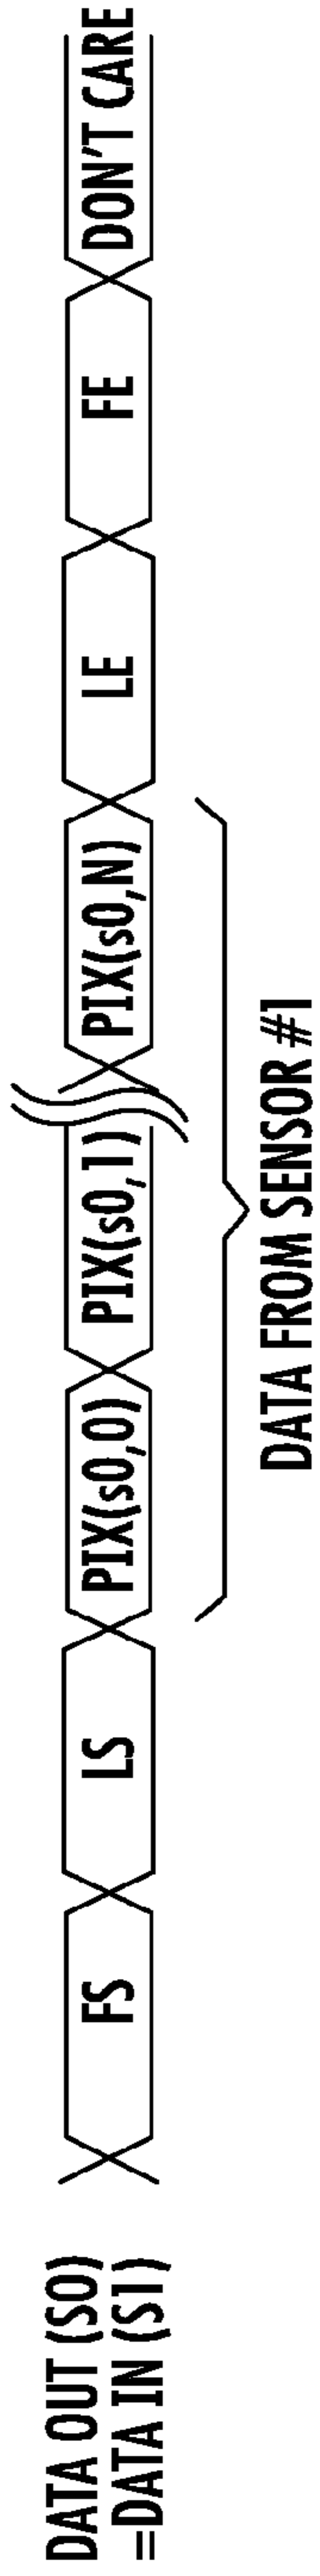 DATA OUT (S0)
=DATA IN (S1)
FS
LS
PIX(s0,0)
PIX(s0,1)
PIX(s0,N)
LE
FE
DON'T CARE
DATA FROM SENSOR #1